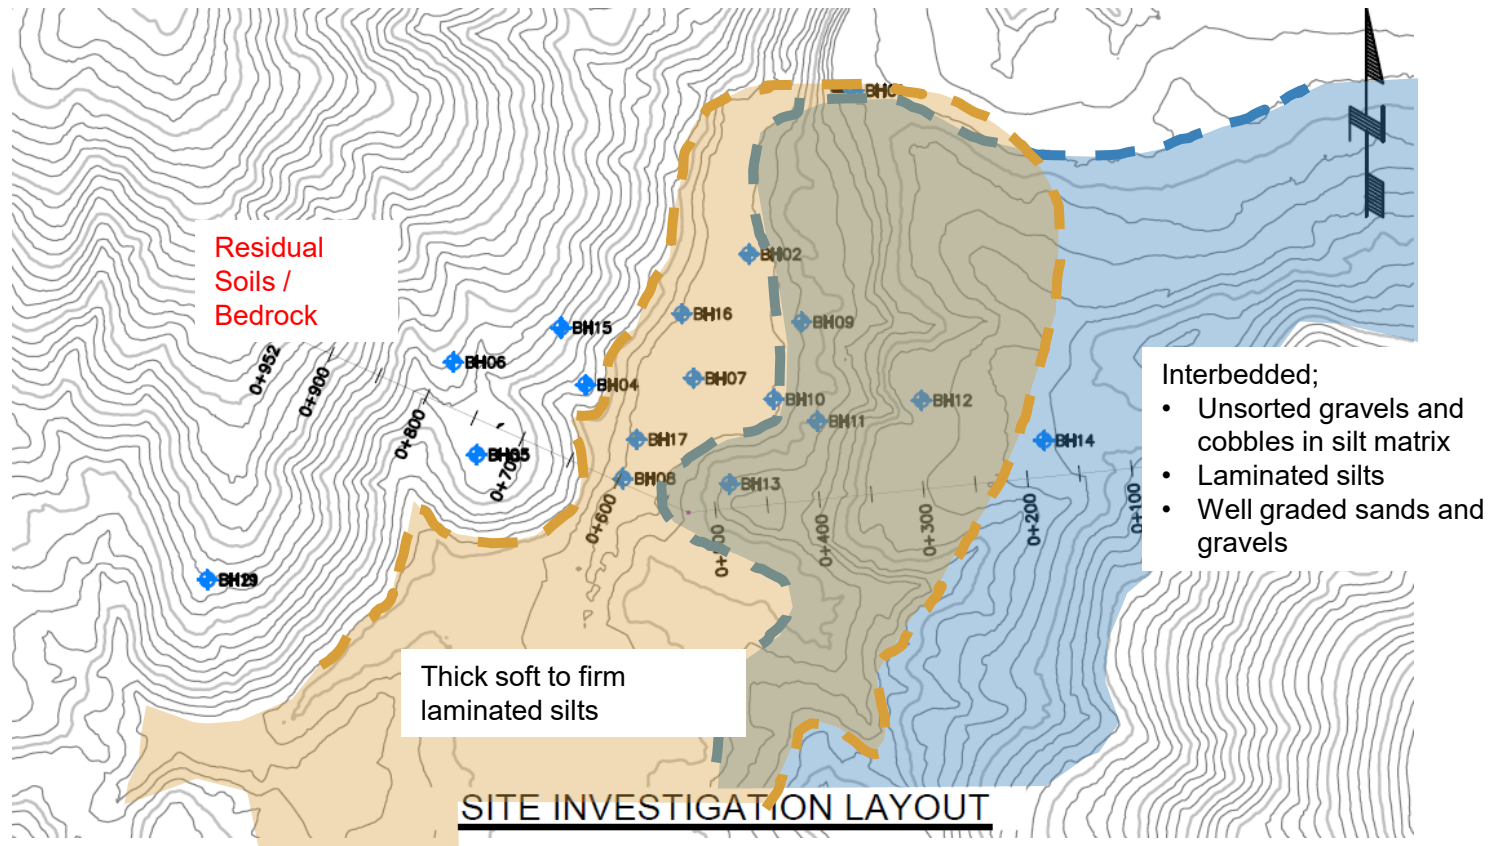 BH0
Residual
Soils /
Bedrock
BH02
BH16
BH09
BH15
BH06
BH04
BH07
BH10
BH12
BH11
BH17
BH14
BH08
BH13
0+952
0+900
0+800
0+600
0+400
0+300
0+200
0+100
Interbedded;
• Unsorted gravels and
cobbles in silt matrix
• Laminated silts
• Well graded sands and
gravels
Thick soft to firm
laminated silts
SITE INVESTIGATION LAYOUT